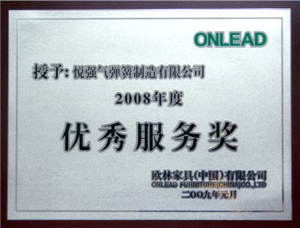 ONLEAD
授予:悦强气弹簧制造有限公司
2008年度
优秀服务奖
欧林家具(中国)有限公司
ONLEAD FURNITURE(CHINA)CO.,LTD
二OO九年元月